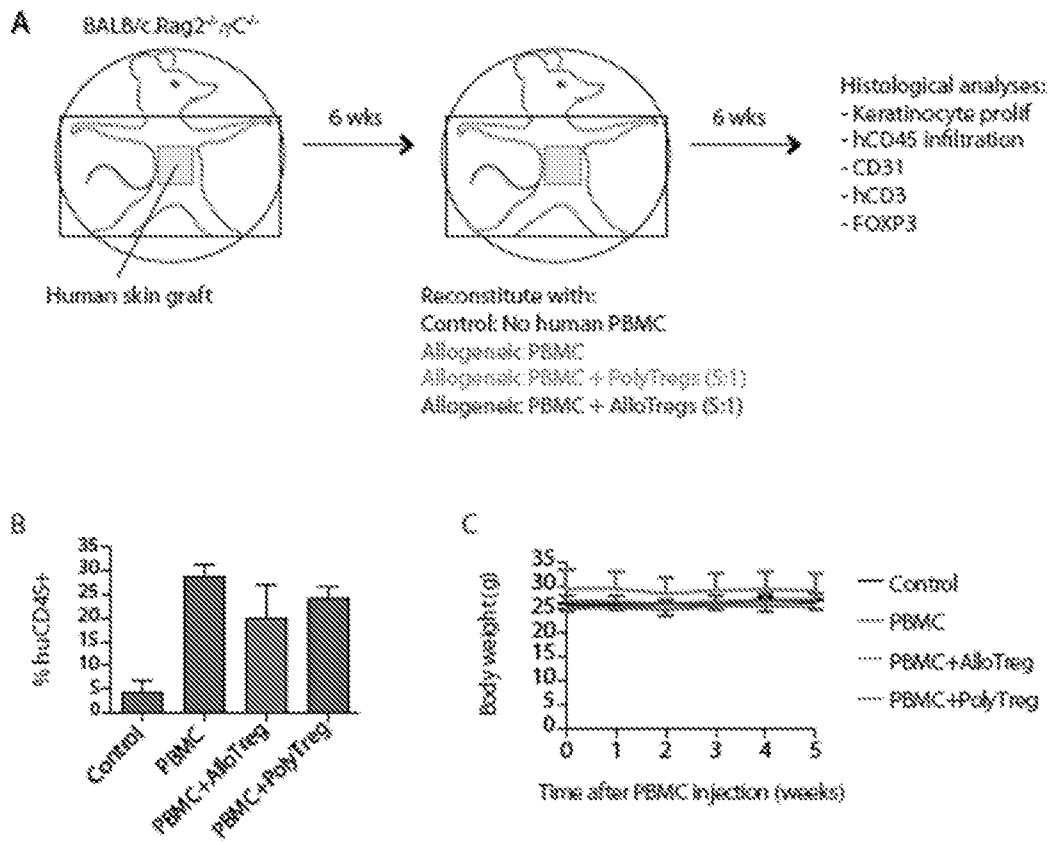 A
BALB/c.Rag2-/-γC-/-
6 wks
6 wks
Histological analyses:
- Keratinocyte prolif
- hCD45 infiltration
- CD31
- hCD3
- FOXP3
Human skin graft
Reconstitute with:
Control: No human PBMC
Allogeneic PBMC
Allogeneic PBMC + PolyTregs (5:1)
Allogeneic PBMC + AlloTregs (5:1)
B
% huCD45+
35
30
25
20
15
10
5
0
Control
PBMC
PBMC+AlloTreg
PBMC+PolyTreg
C
Body weight (g)
35
30
25
20
15
10
5
0
0 1 2 3 4 5
Time after PBMC injection (weeks)
Control
PBMC
PBMC+AlloTreg
PBMC+PolyTreg